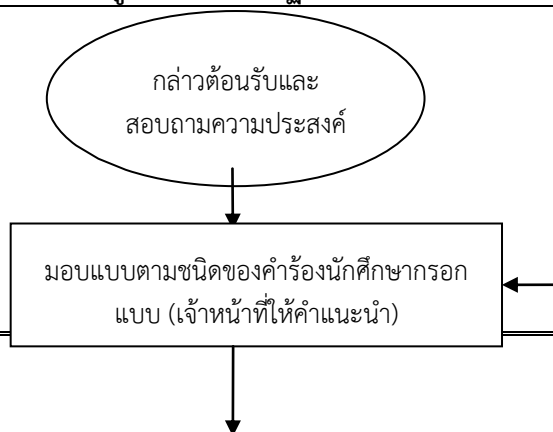 กล่าวต้อนรับและ
สอบถามความประสงค์
มอบแบบตามชนิดของคำร้องนักศึกษากรอก
แบบ (เจ้าหน้าที่ให้คำแนะนำ)